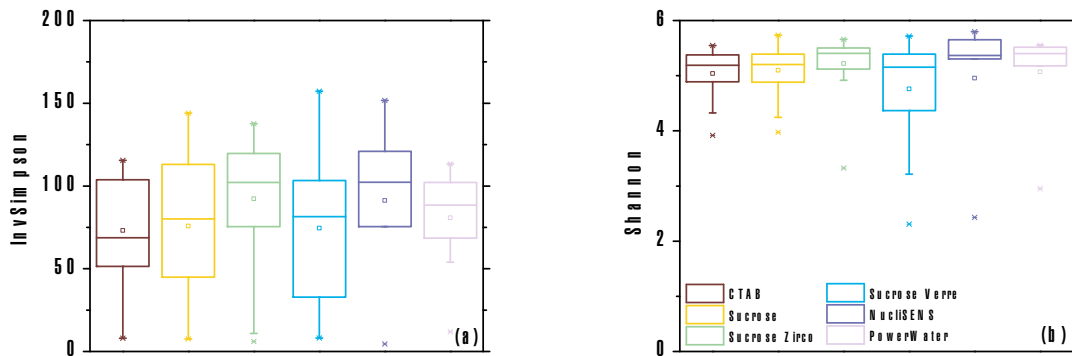 200
150
100
50
0
InvSimpson
(a)
6
4
2
0
Shannon
CTAB
Sucrose
Sucrose Zirco
Sucrose Verre
NucliSENS
PowerWater
(b)